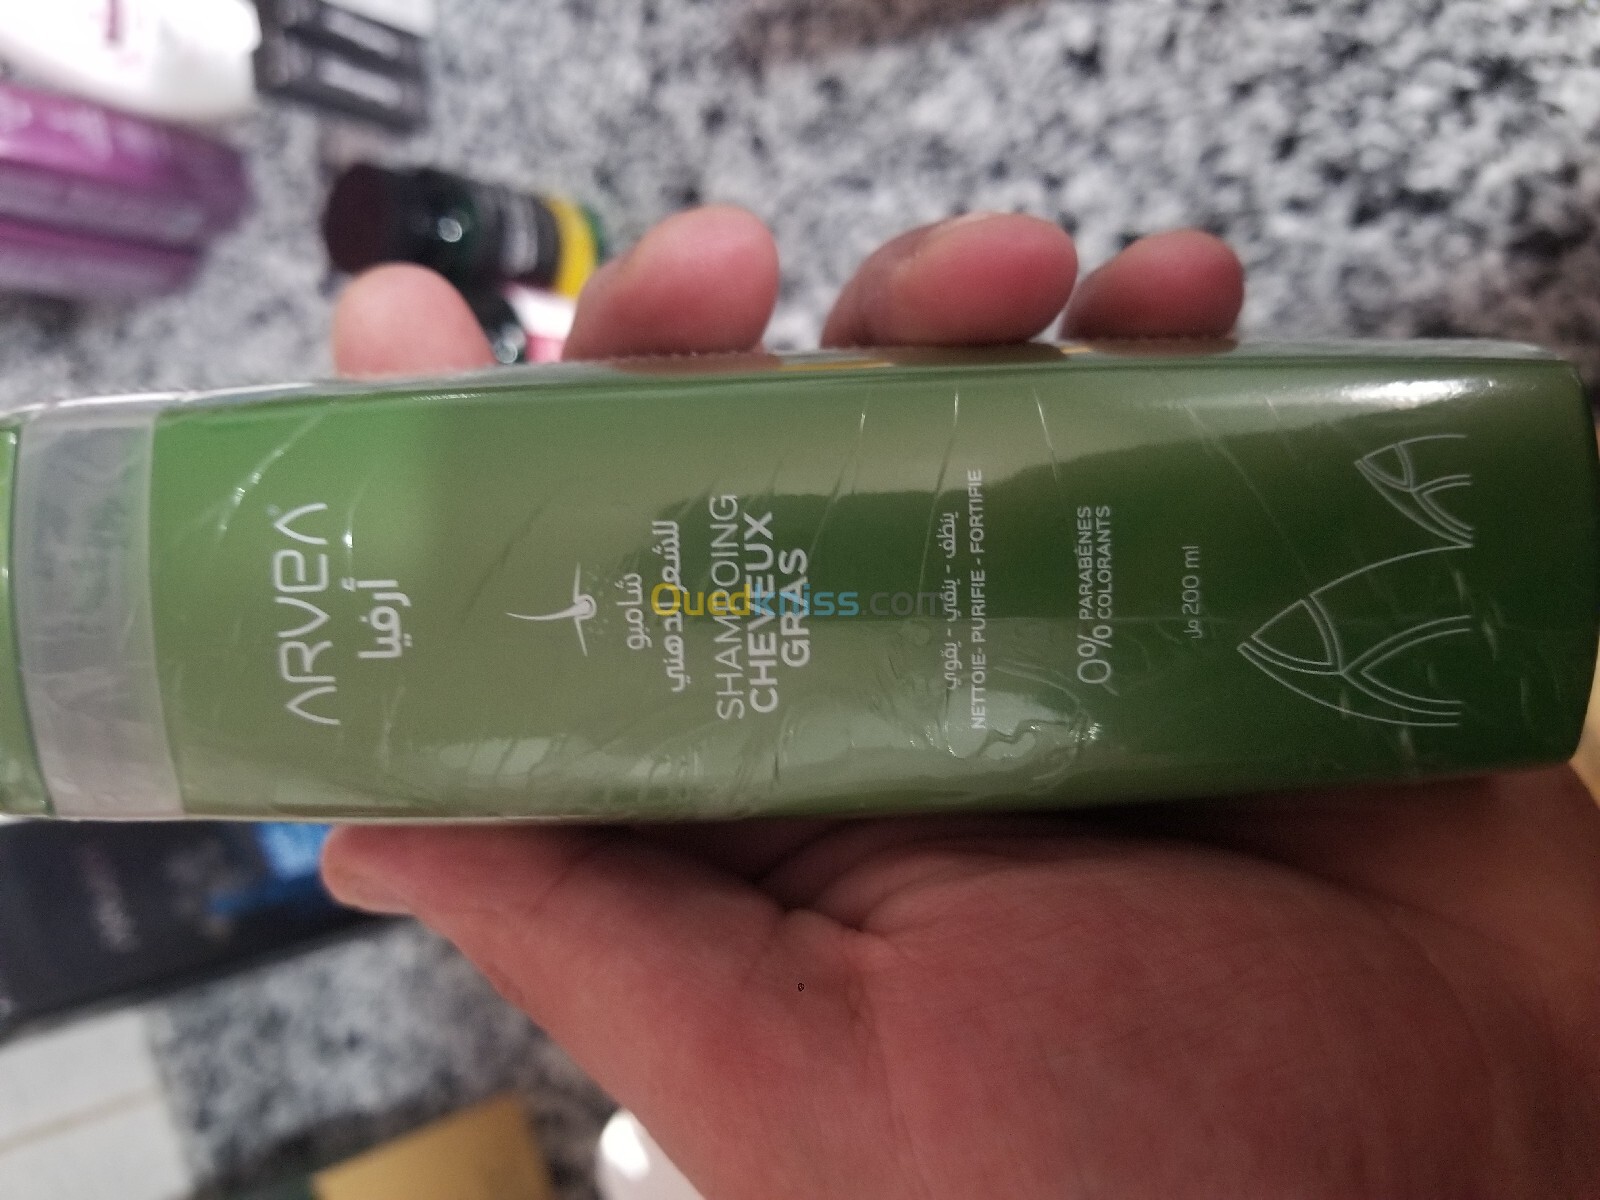 ARVEA
أرفيا
شامبو
للشعر الدهني
SHAMPOING
CHEVEUX
GRAS
ينظف - ينقي - يقوي
NETTOIE- PURIFIE - FORTIFIE
0% PARABÈNES
COLORANTS
200 ml مل
Ouedkniss.com